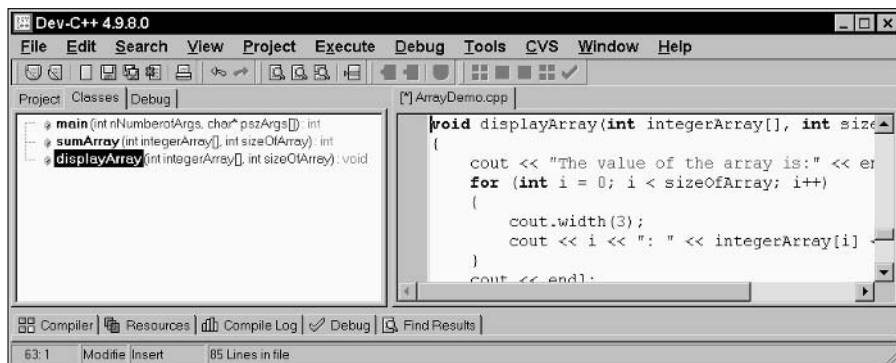 Dev-C++ 4.9.8.0
File Edit Search View Project Execute Debug Tools CVS Window Help
Project Classes Debug
main (int nNumberofArgs, char* pszArgs[]) : int
sumArray (int integerArray[], int sizeOfArray) : int
displayArray (int integerArray[], int sizeOfArray) : void
[*] ArrayDemo.cpp
void displayArray(int integerArray[], int size
{
cout << "The value of the array is:" << en
for (int i = 0; i < sizeOfArray; i++)
{
cout.width(3);
cout << i << ": " << integerArray[i] <
}
cout << endl;
Compiler Resources Compile Log Debug Find Results
63: 1 Modifie Insert 85 Lines in file